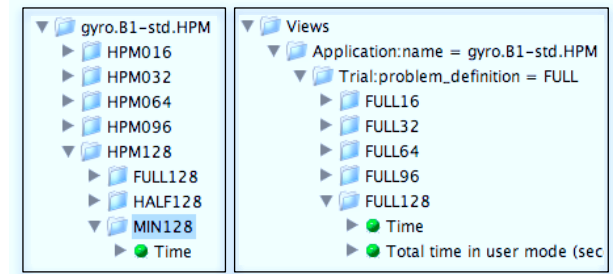 gyro.B1-std.HPM
HPM016
HPM032
HPM064
HPM096
HPM128
FULL128
HALF128
MIN128
Time
Views
Application:name = gyro.B1-std.HPM
Trial:problem_definition = FULL
FULL16
FULL32
FULL64
FULL96
FULL128
Time
Total time in user mode (sec